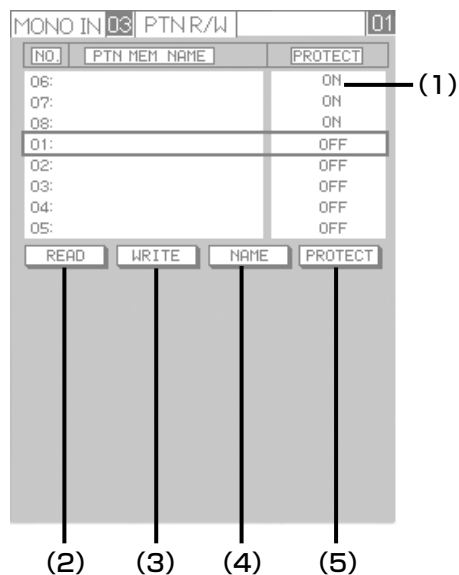 MONO IN 03 PTN R/W 01
NO. PTN MEM NAME PROTECT
06: ON (1)
07: ON
08: ON
01: OFF
02: OFF
03: OFF
04: OFF
05: OFF
READ WRITE NAME PROTECT
(2) (3) (4) (5)